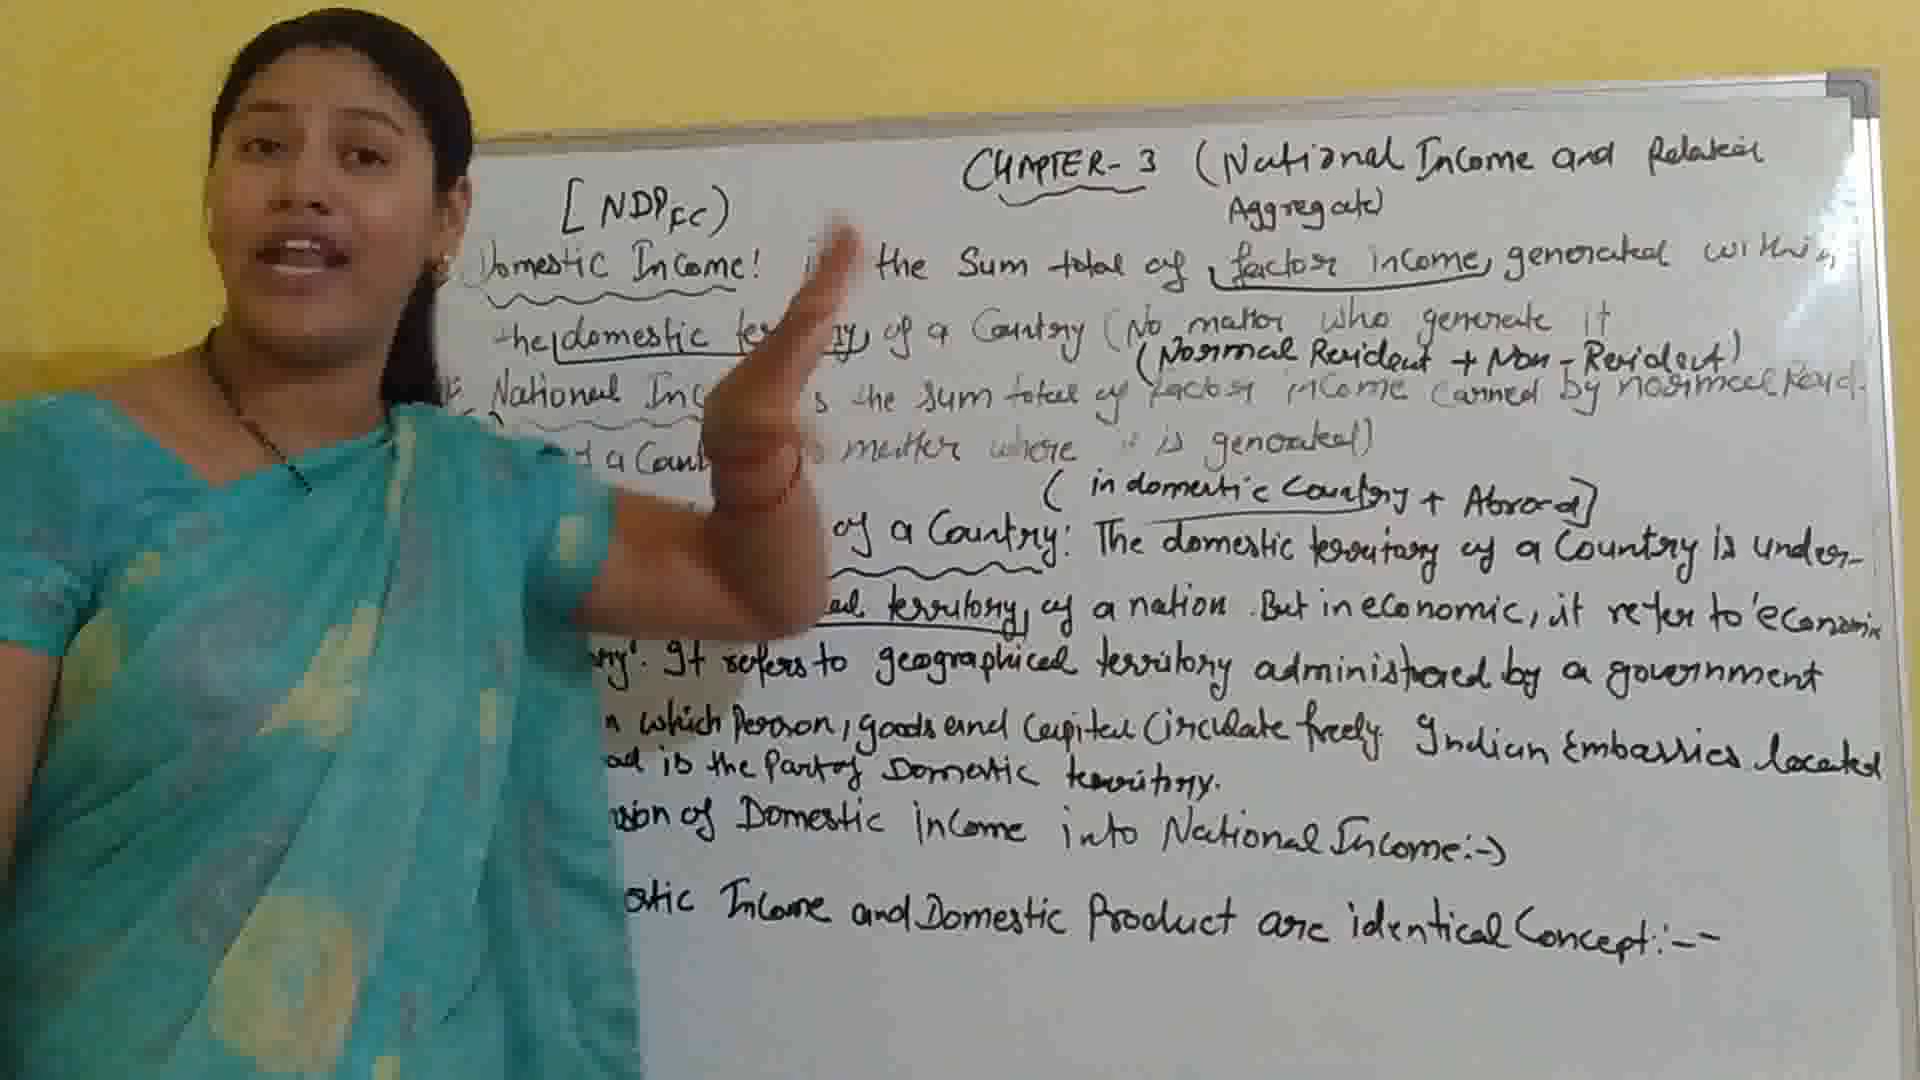 CHAPTER-3 (National Income and Related
Aggregate)
[NDPFC)
Domestic Income! the Sum total of factor income, generated within
the domestic of a Country (No matter who generate it
(Normal Resident + Non-Resident)
National is the sum total of factor income earned by normal
a matter where it is generated)
(in domestic Country + Abroad]
of a Country: The domestic territory of a Country is under-
territory, of a nation. But in economic, it refer to 'economic
It refers to geographical territory administered by a government
which Person, goods and Capital Circulate freely. Indian Embassies located
is the Part of Domestic territory.
of Domestic income into National Income:-)
Income and Domestic Product are identical Concept:--